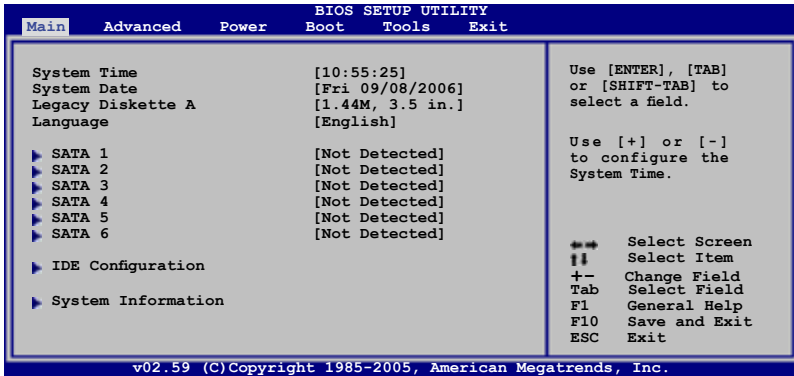 BIOS SETUP UTILITY
Main Advanced Power Boot Tools Exit
System Time [10:55:25]
System Date [Fri 09/08/2006]
Legacy Diskette A [1.44M, 3.5 in.]
Language [English]
SATA 1 [Not Detected]
SATA 2 [Not Detected]
SATA 3 [Not Detected]
SATA 4 [Not Detected]
SATA 5 [Not Detected]
SATA 6 [Not Detected]
IDE Configuration
System Information
Use [ENTER], [TAB]
or [SHIFT-TAB] to
select a field.
Use [+] or [-]
to configure the
System Time.
←→ Select Screen
↑↓ Select Item
+- Change Field
Tab Select Field
F1 General Help
F10 Save and Exit
ESC Exit
v02.59 (C)Copyright 1985-2005, American Megatrends, Inc.